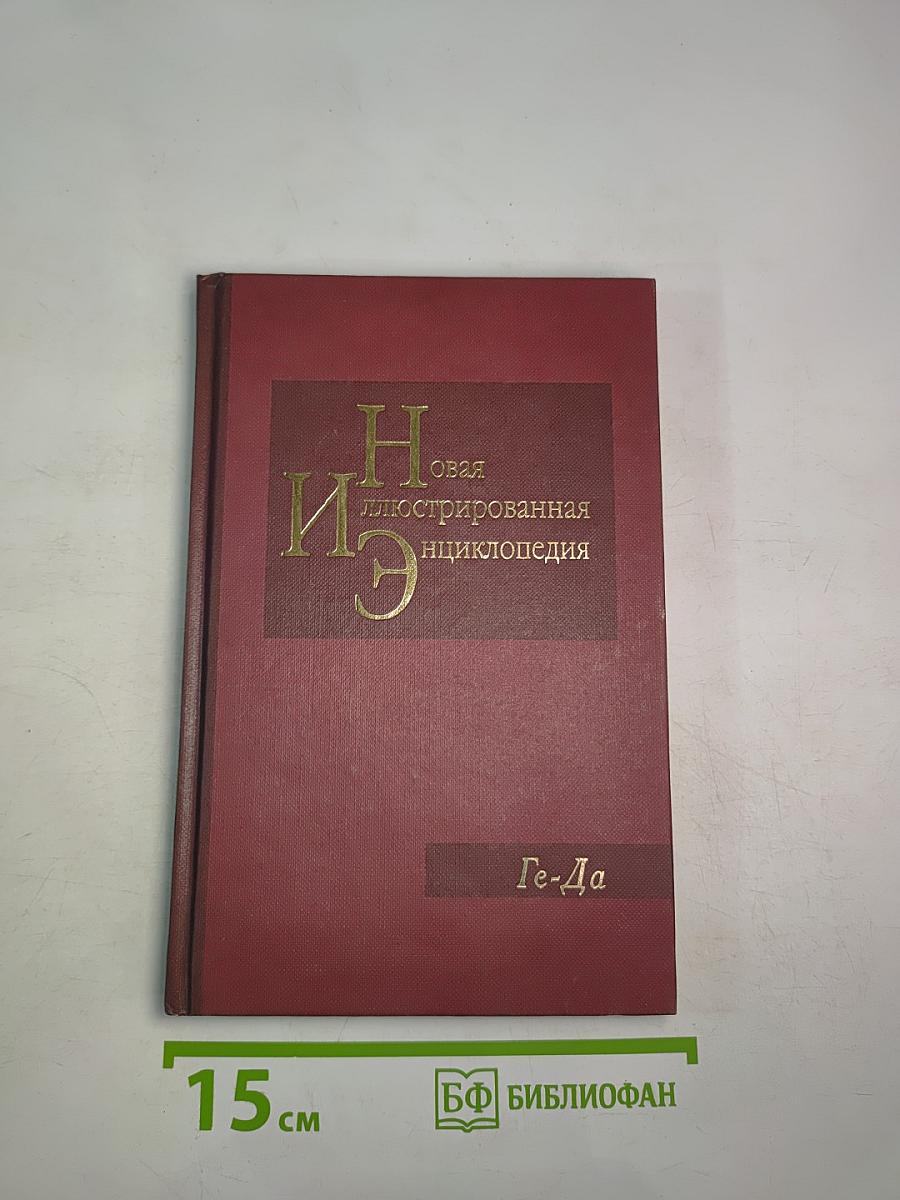 Новая
Иллюстрированная
Энциклопедия
Ге-Да
15 см
БФ БИБЛИОФАН